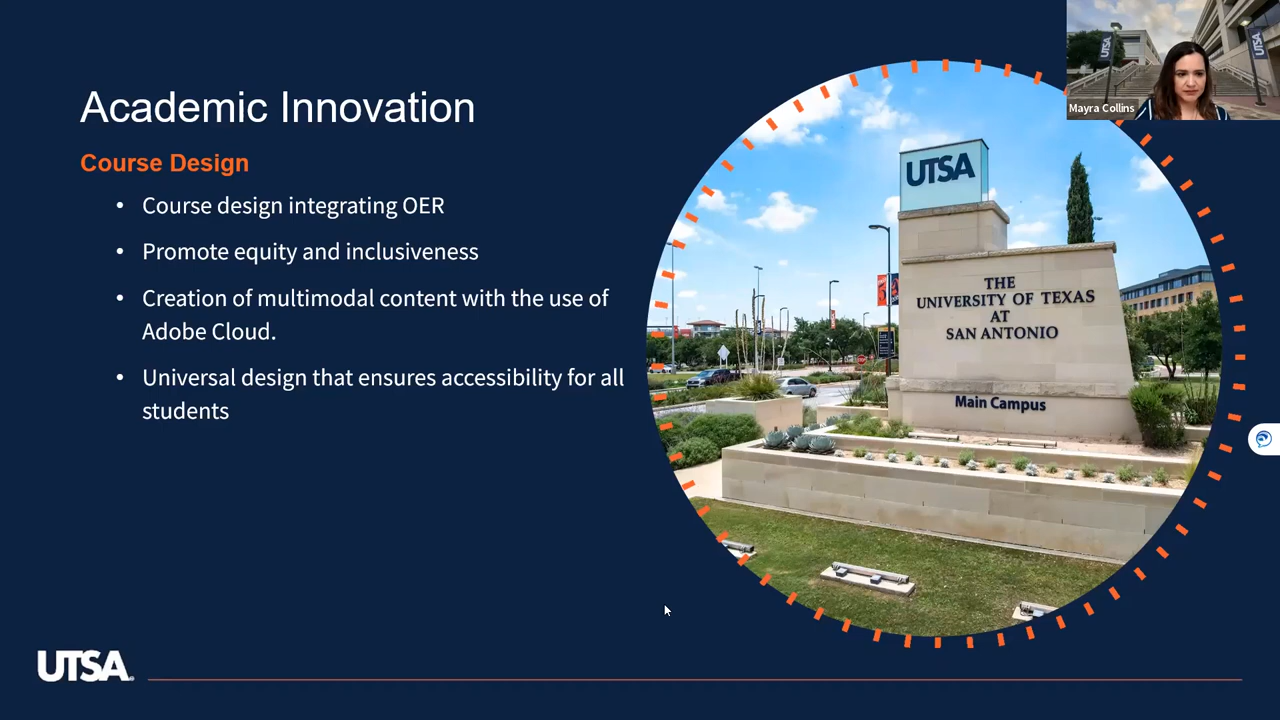 Academic Innovation
Course Design
• Course design integrating OER
• Promote equity and inclusiveness
• Creation of multimodal content with the use of
Adobe Cloud.
• Universal design that ensures accessibility for all
students
UTSA
UTSA
Mayra Collins
UTSA
THE
UNIVERSITY OF TEXAS
AT
SAN ANTONIO
Main Campus
UTSA